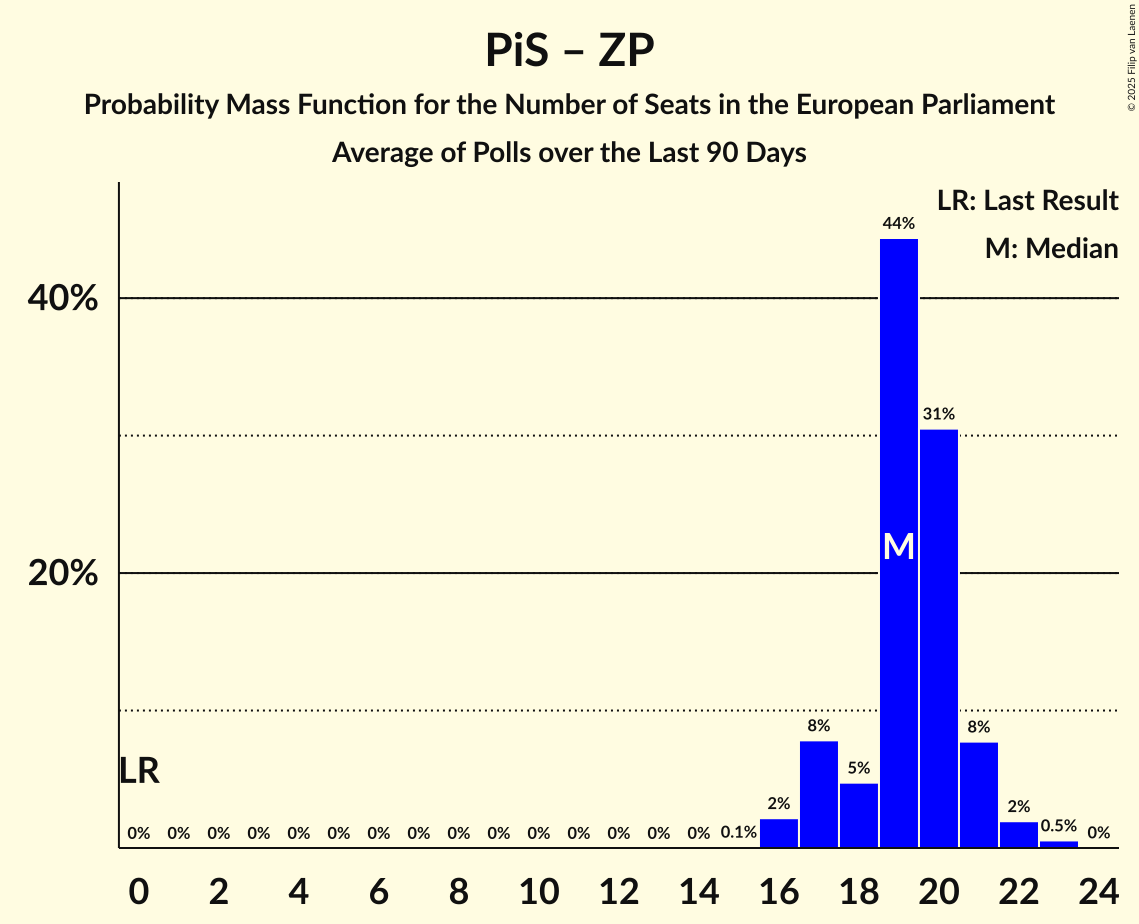 PiS – ZP
Probability Mass Function for the Number of Seats in the European Parliament
Average of Polls over the Last 90 Days
© 2025 Filip van Laenen
LR: Last Result
M: Median
40%
20%
44%
31%
M
8%
5%
8%
2%
2%
LR
0% 0% 0% 0% 0% 0% 0% 0% 0% 0% 0% 0% 0% 0% 0% 0.1% 0.5% 0%
0 2 4 6 8 10 12 14 16 18 20 22 24